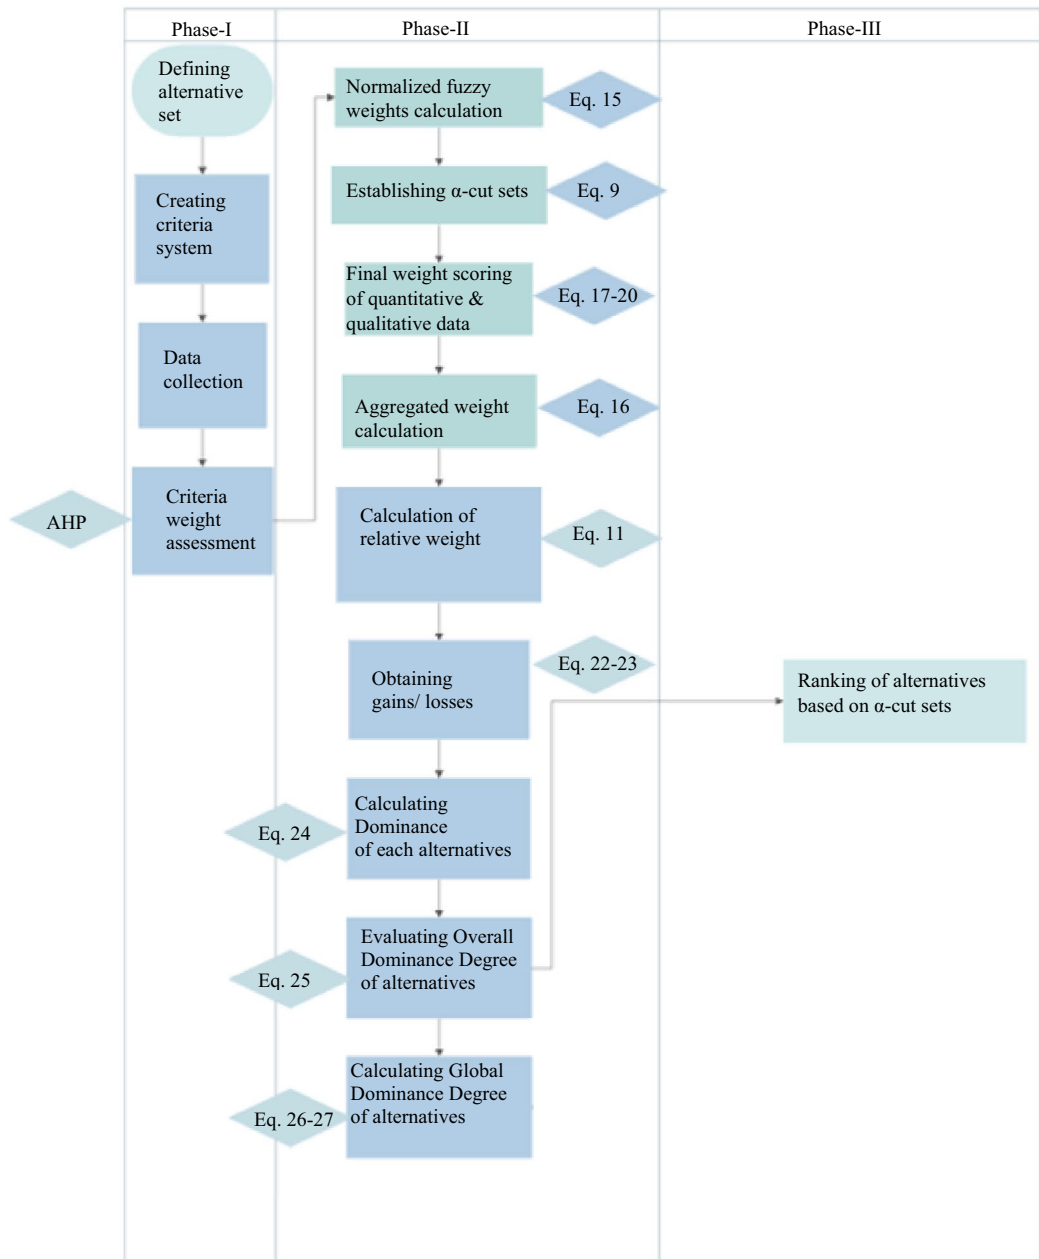 Phase-I
Phase-II
Phase-III
Defining
alternative
set
Creating
criteria
system
Data
collection
AHP
Criteria
weight
assessment
Normalized fuzzy
weights calculation
Eq. 15
Establishing α-cut sets
Eq. 9
Final weight scoring
of quantitative &
qualitative data
Eq. 17-20
Aggregated weight
calculation
Eq. 16
Calculation of
relative weight
Eq. 11
Obtaining
gains/ losses
Eq. 22-23
Calculating
Dominance
of each alternatives
Eq. 24
Evaluating Overall
Dominance Degree
of alternatives
Eq. 25
Calculating Global
Dominance Degree
of alternatives
Eq. 26-27
Ranking of alternatives
based on α-cut sets